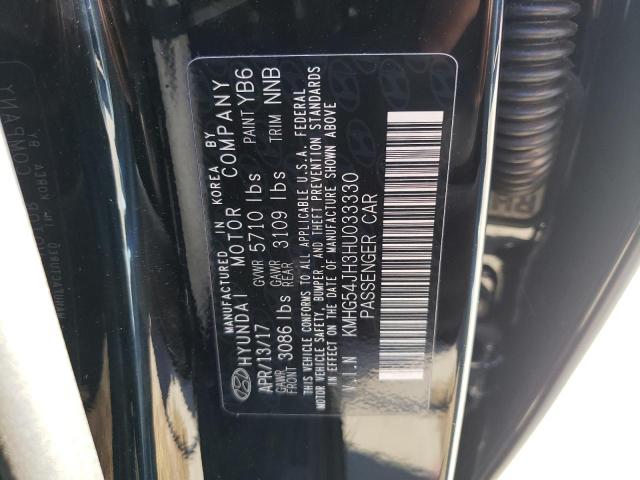 MANUFACTURED IN KOREA BY
HYUNDAI MOTOR COMPANY
APR/13/17 GVWR 5710 lbs PAINT YB6
GAWR FRONT 3086 lbs GAWR REAR 3109 lbs TRIM NNB
THIS VEHICLE CONFORMS TO ALL APPLICABLE U.S.A. FEDERAL
MOTOR VEHICLE SAFETY, BUMPER, AND THEFT PREVENTION STANDARDS
IN EFFECT ON THE DATE OF MANUFACTURE SHOWN ABOVE
V.I.N KMHG54JH3HU033330
PASSENGER CAR